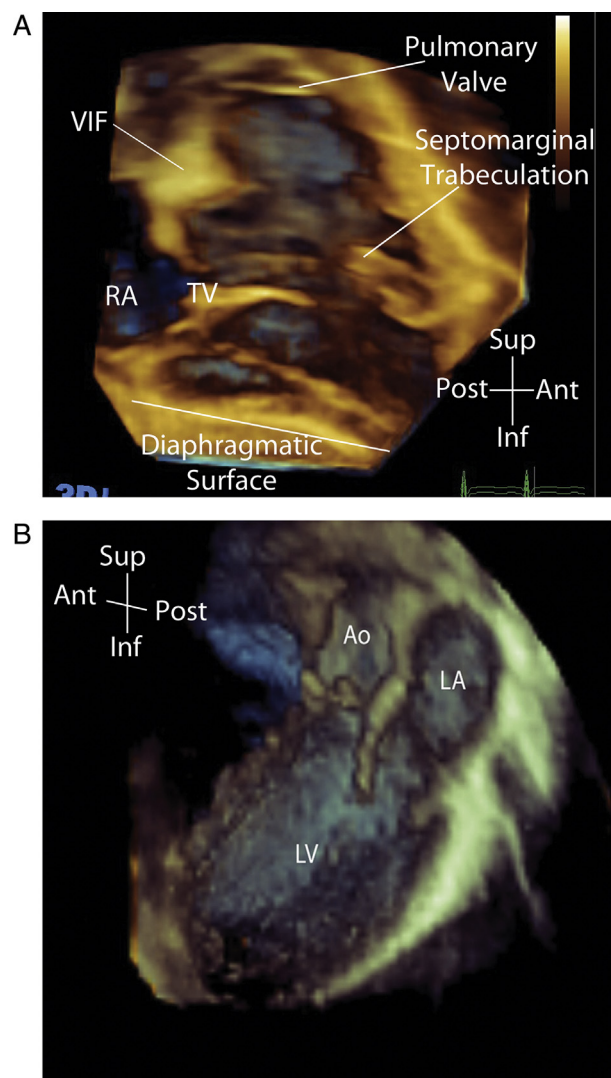 A
Pulmonary
Valve
VIF
Septomarginal
Trabeculation
RA
TV
Sup
Post
Ant
Inf
Diaphragmatic
Surface
B
Sup
Ant
Post
Inf
Ao
LA
LV